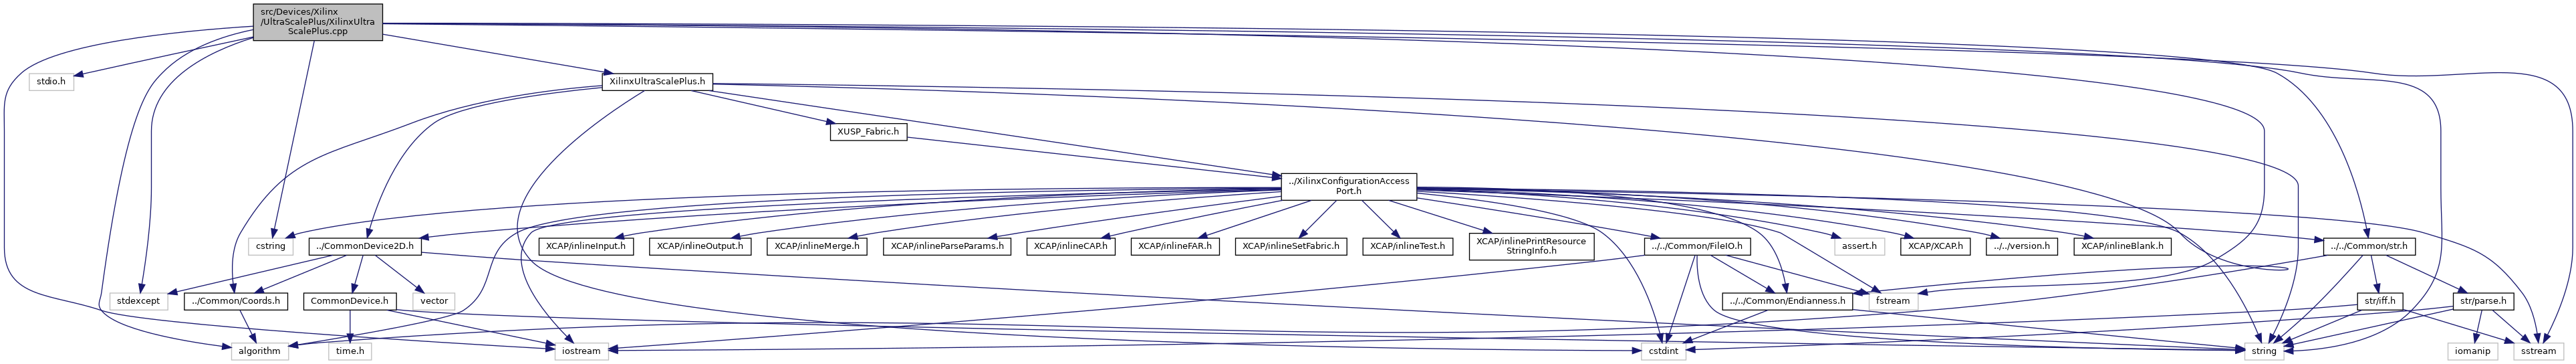 src/Devices/Xilinx
/UltraScalePlus/XilinxUltra
ScalePlus.cpp
stdio.h
XilinxUltraScalePlus.h
XUSP_Fabric.h
../XilinxConfigurationAccess
Port.h
cstring
../CommonDevice2D.h
XCAP/inlineInput.h
XCAP/inlineOutput.h
XCAP/inlineMerge.h
XCAP/inlineParseParams.h
XCAP/inlineCAP.h
XCAP/inlineFAR.h
XCAP/inlineSetFabric.h
XCAP/inlineTest.h
XCAP/inlinePrintResource
StringInfo.h
../../Common/FileIO.h
assert.h
XCAP/XCAP.h
../../version.h
XCAP/inlineBlank.h
../../Common/str.h
stdexcept
../Common/Coords.h
CommonDevice.h
vector
../../Common/Endianness.h
fstream
str/iff.h
str/parse.h
algorithm
time.h
iostream
cstdint
string
iomanip
sstream